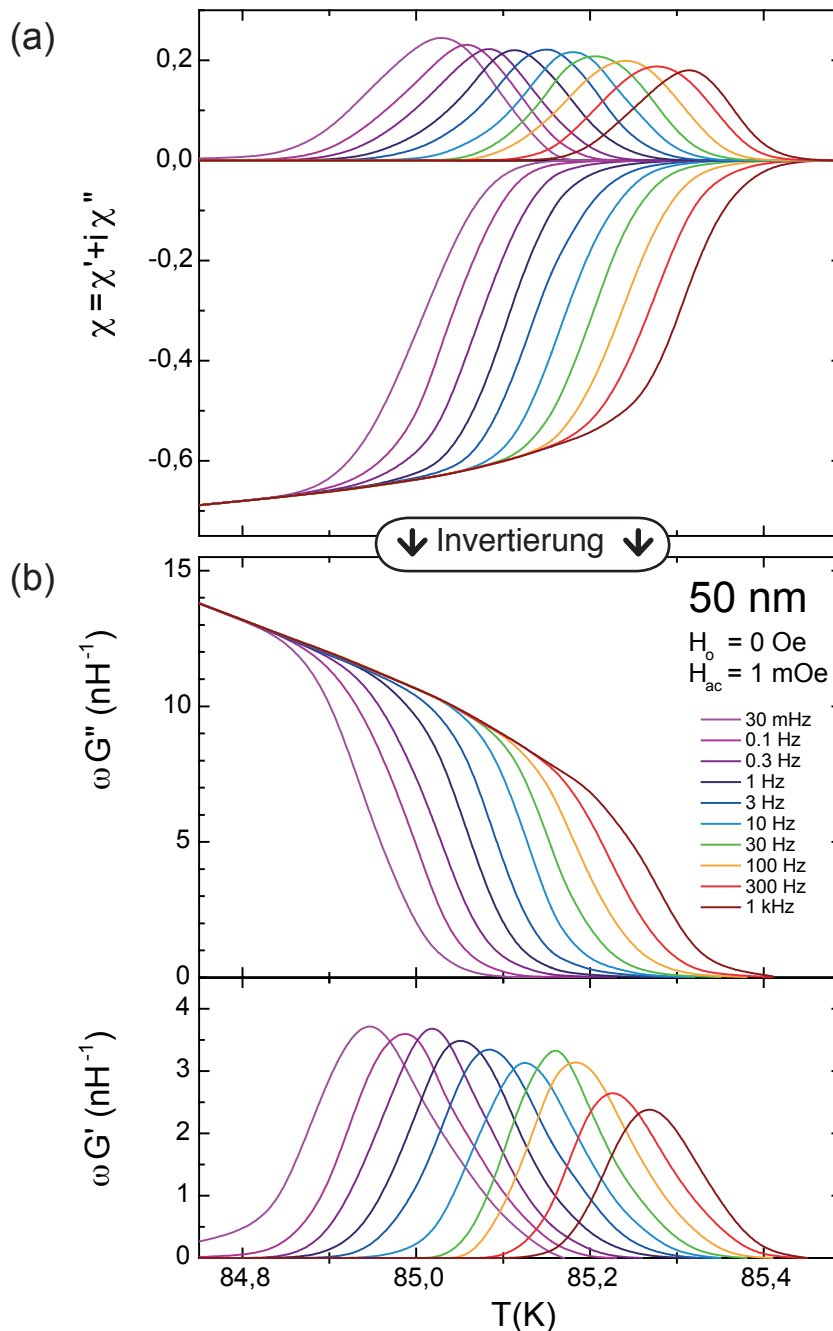 (a)
0,2
0,0
-0,2
-0,4
-0,6
χ = χ'+i χ''
Invertierung
(b)
15
10
5
0
ωG'' (nH⁻¹)
50 nm
Hₒ = 0 Oe
H_ac = 1 mOe
30 mHz
0.1 Hz
0.3 Hz
1 Hz
3 Hz
10 Hz
30 Hz
100 Hz
300 Hz
1 kHz
4
3
2
1
0
ωG' (nH⁻¹)
84,8 85,0 85,2 85,4
T(K)